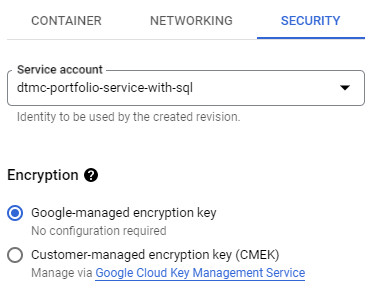 CONTAINER NETWORKING SECURITY
Service account
dtmc-portfolio-service-with-sql
Identity to be used by the created revision.
Encryption ?
Google-managed encryption key
No configuration required
Customer-managed encryption key (CMEK)
Manage via Google Cloud Key Management Service